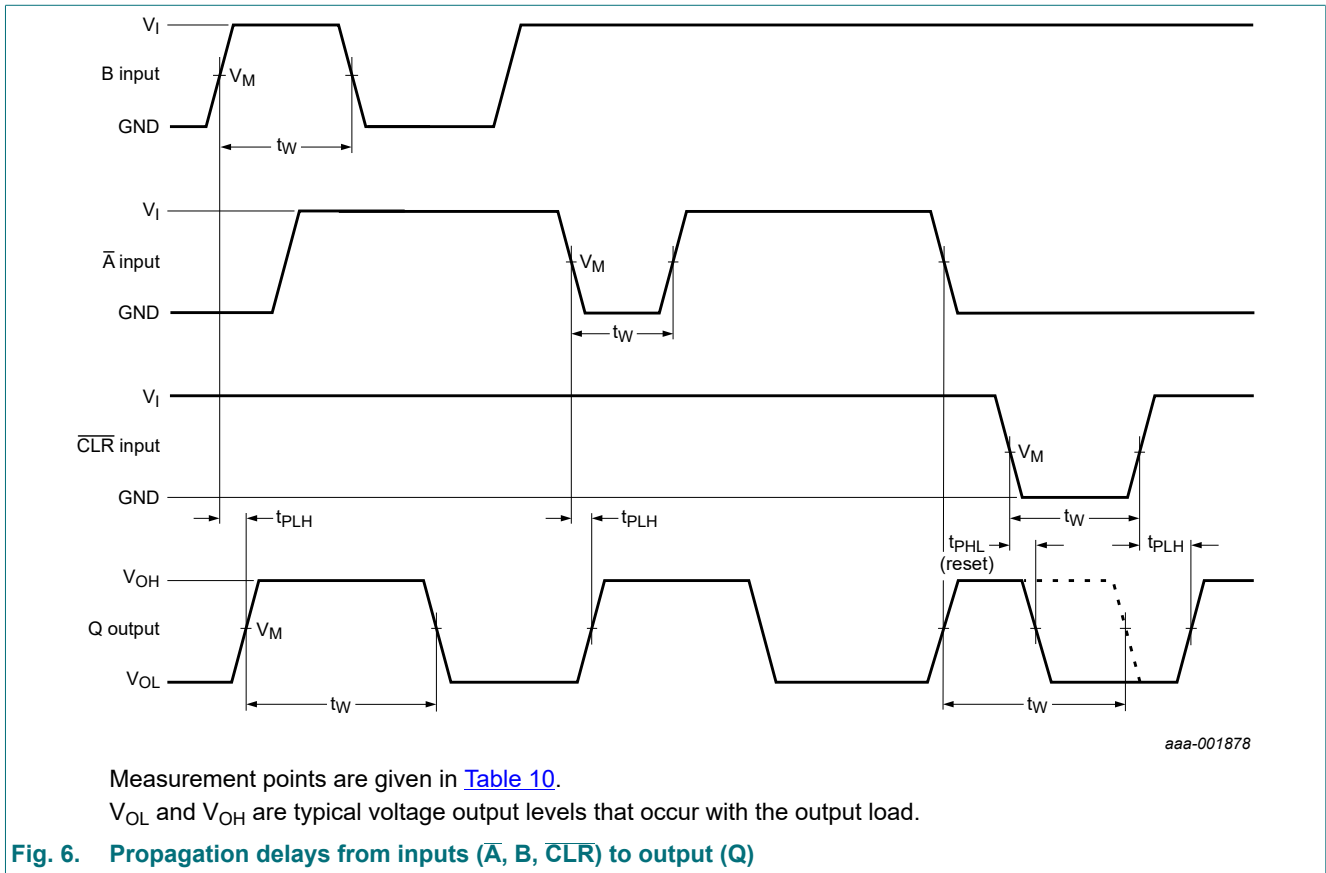 VI
B input
VM
GND
tW
VI
A̅ input
VM
GND
tW
VI
C̅L̅R̅ input
VM
GND
tPLH
tPLH
tW
tPHL
(reset)
tPLH
VOH
Q output
VM
VOL
tW
tW
aaa-001878
Measurement points are given in Table 10.
VOL and VOH are typical voltage output levels that occur with the output load.
Fig. 6. Propagation delays from inputs (A̅, B, C̅L̅R̅) to output (Q)